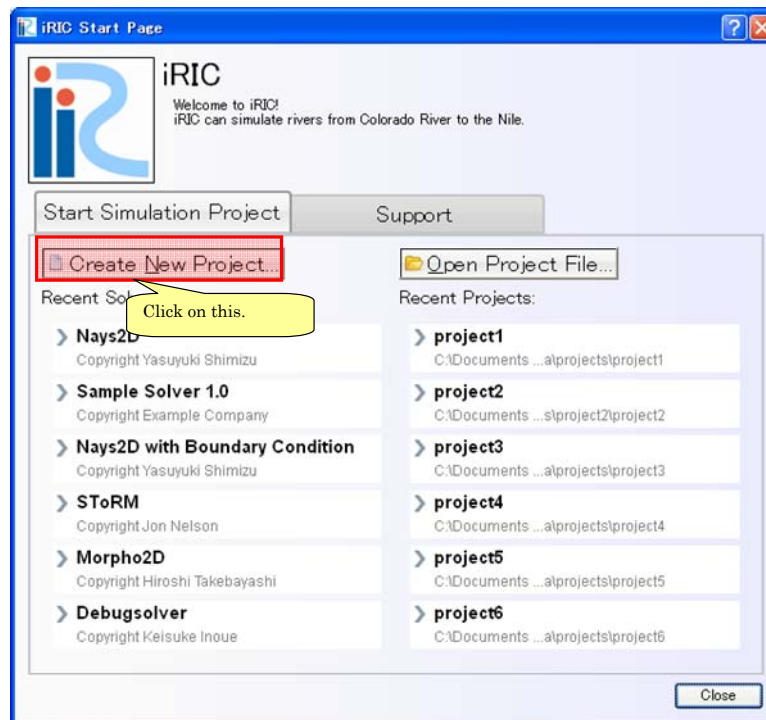 iRIC Start Page
iRIC
Welcome to iRIC!
iRIC can simulate rivers from Colorado River to the Nile.
Start Simulation Project
Support
Create New Project...
Open Project File...
Recent Sol
Click on this.
Recent Projects:
Nays2D
Copyright Yasuyuki Shimizu
Sample Solver 1.0
Copyright Example Company
Nays2D with Boundary Condition
Copyright Yasuyuki Shimizu
SToRM
Copyright Jon Nelson
Morpho2D
Copyright Hiroshi Takebayashi
Debugsolver
Copyright Keisuke Inoue
project1
C:\Documents ...a\projects\project1
project2
C:\Documents ...s\project2\project2
project3
C:\Documents ...a\projects\project3
project4
C:\Documents ...a\projects\project4
project5
C:\Documents ...a\projects\project5
project6
C:\Documents ...a\projects\project6
Close